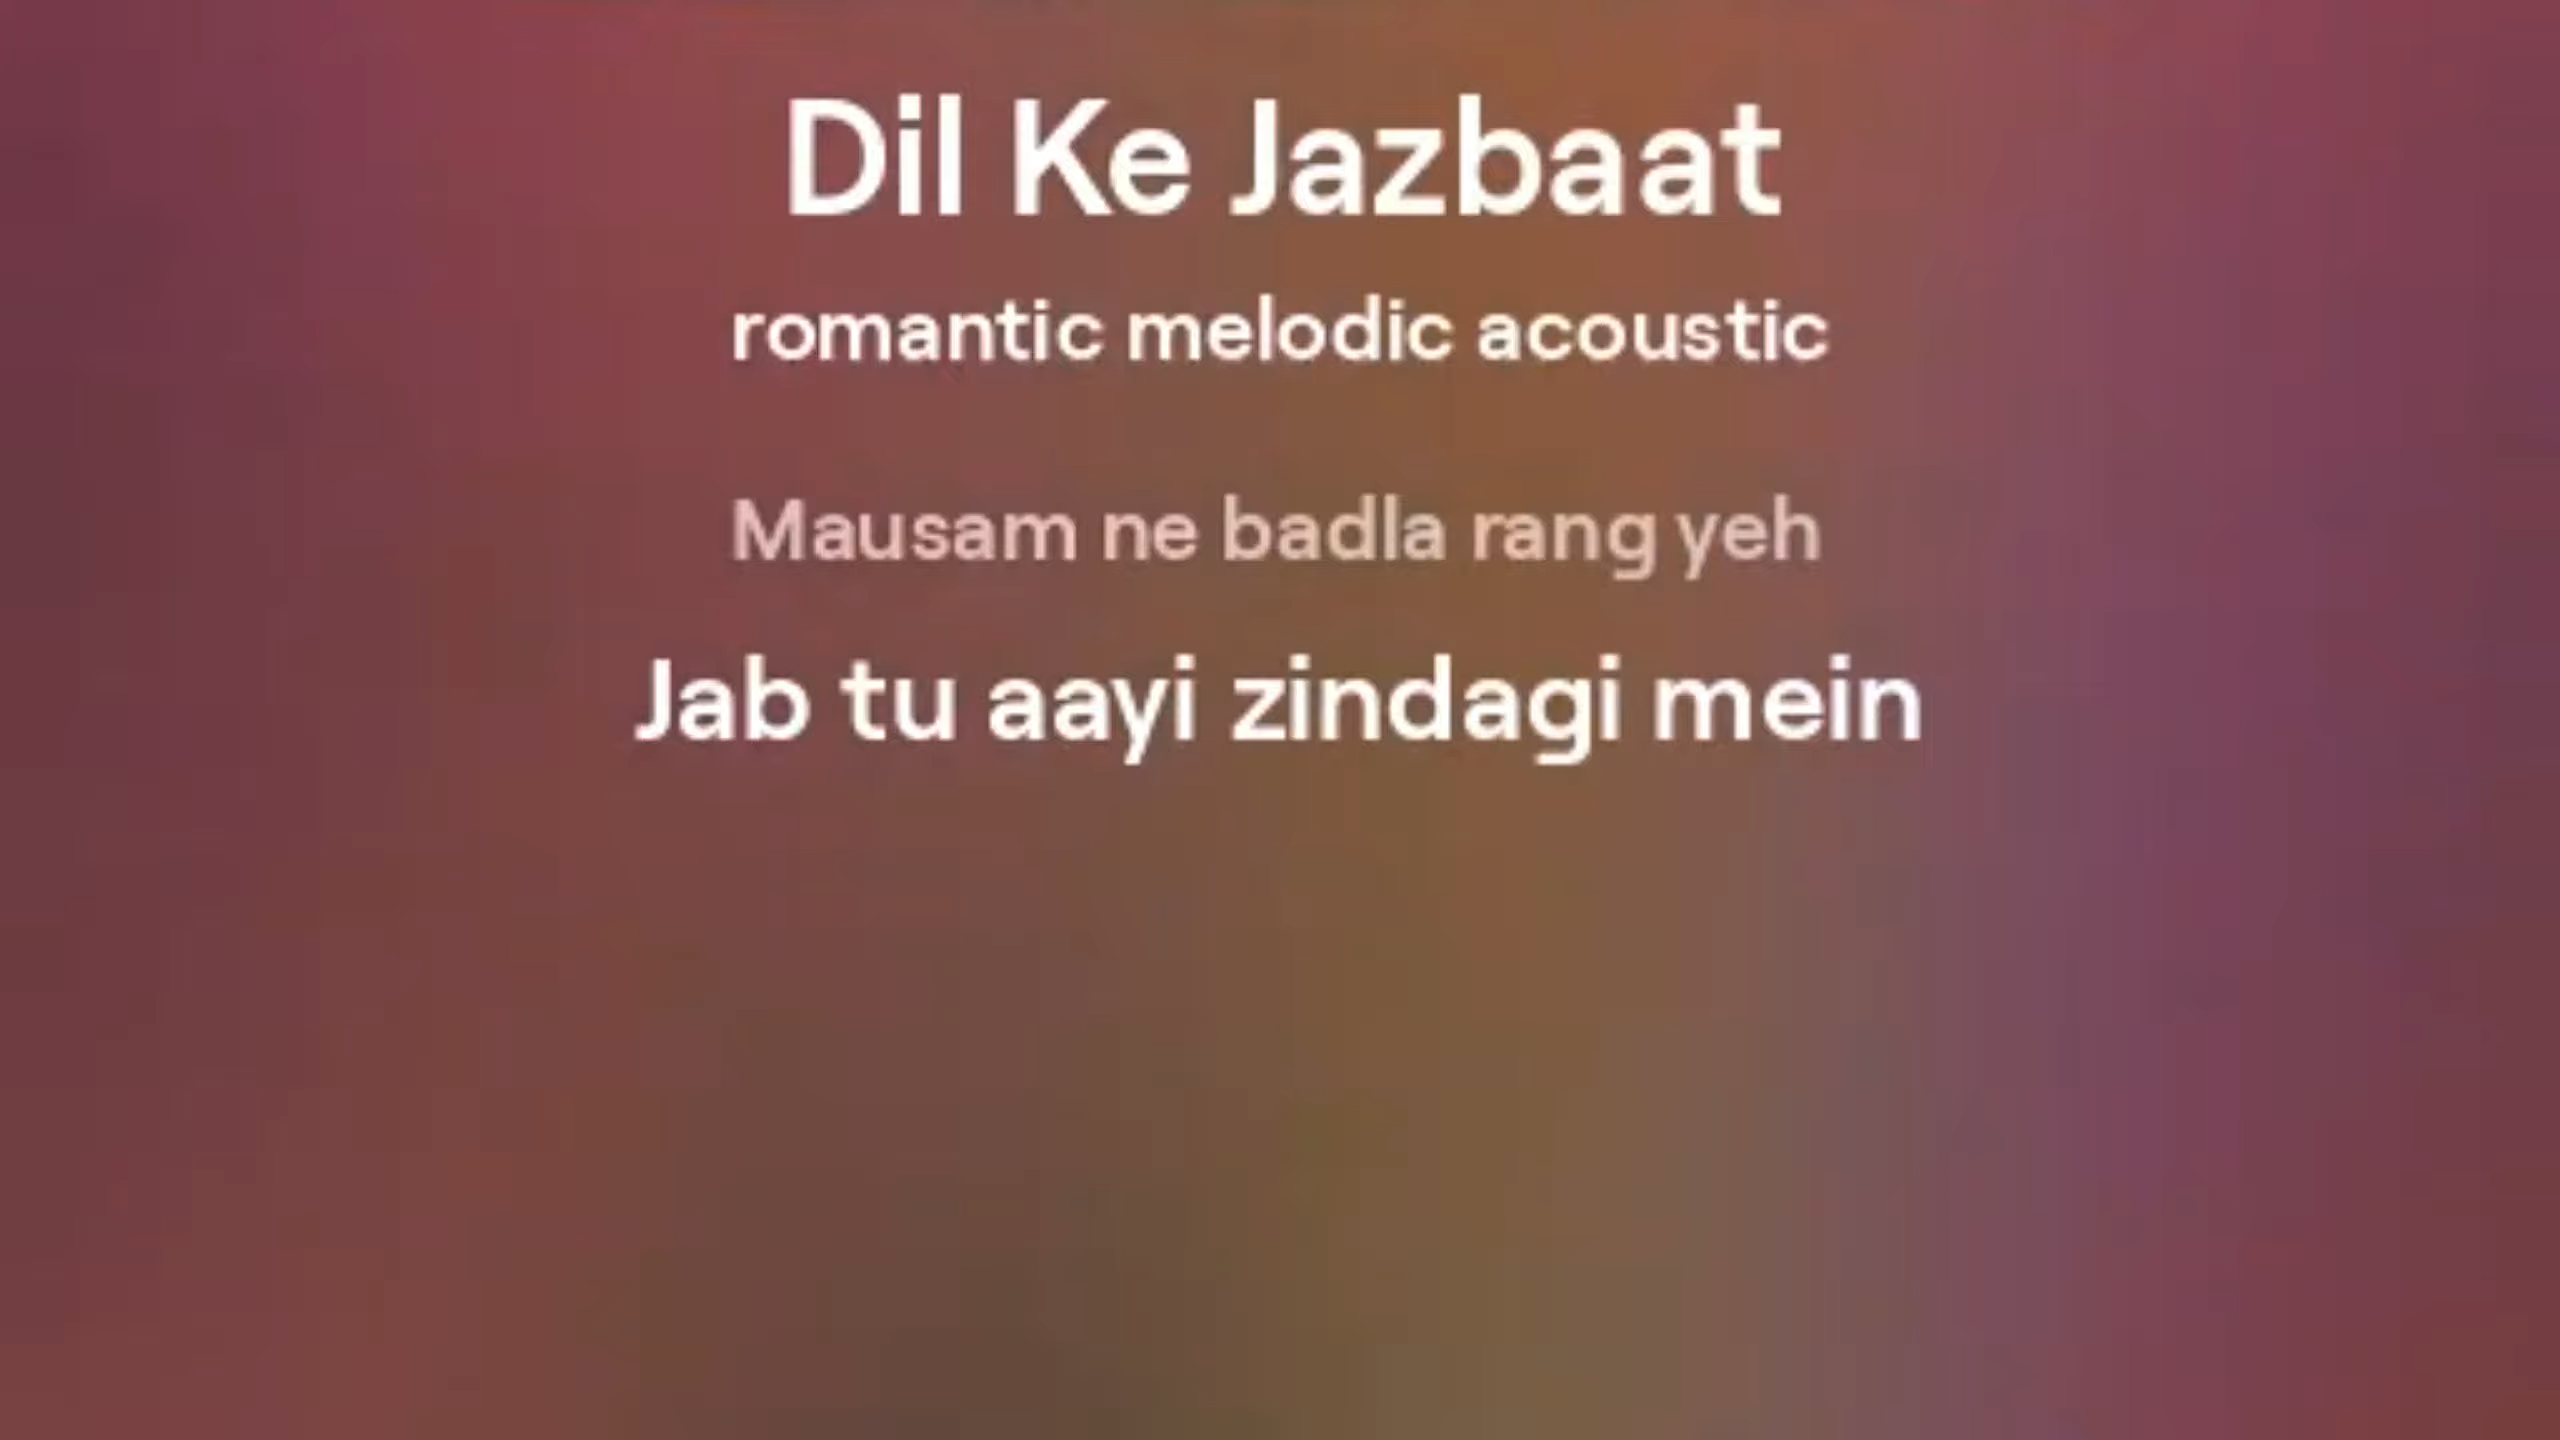 Dil Ke Jazbaat
romantic melodic acoustic
Mausam ne badla rang yeh
Jab tu aayi zindagi mein